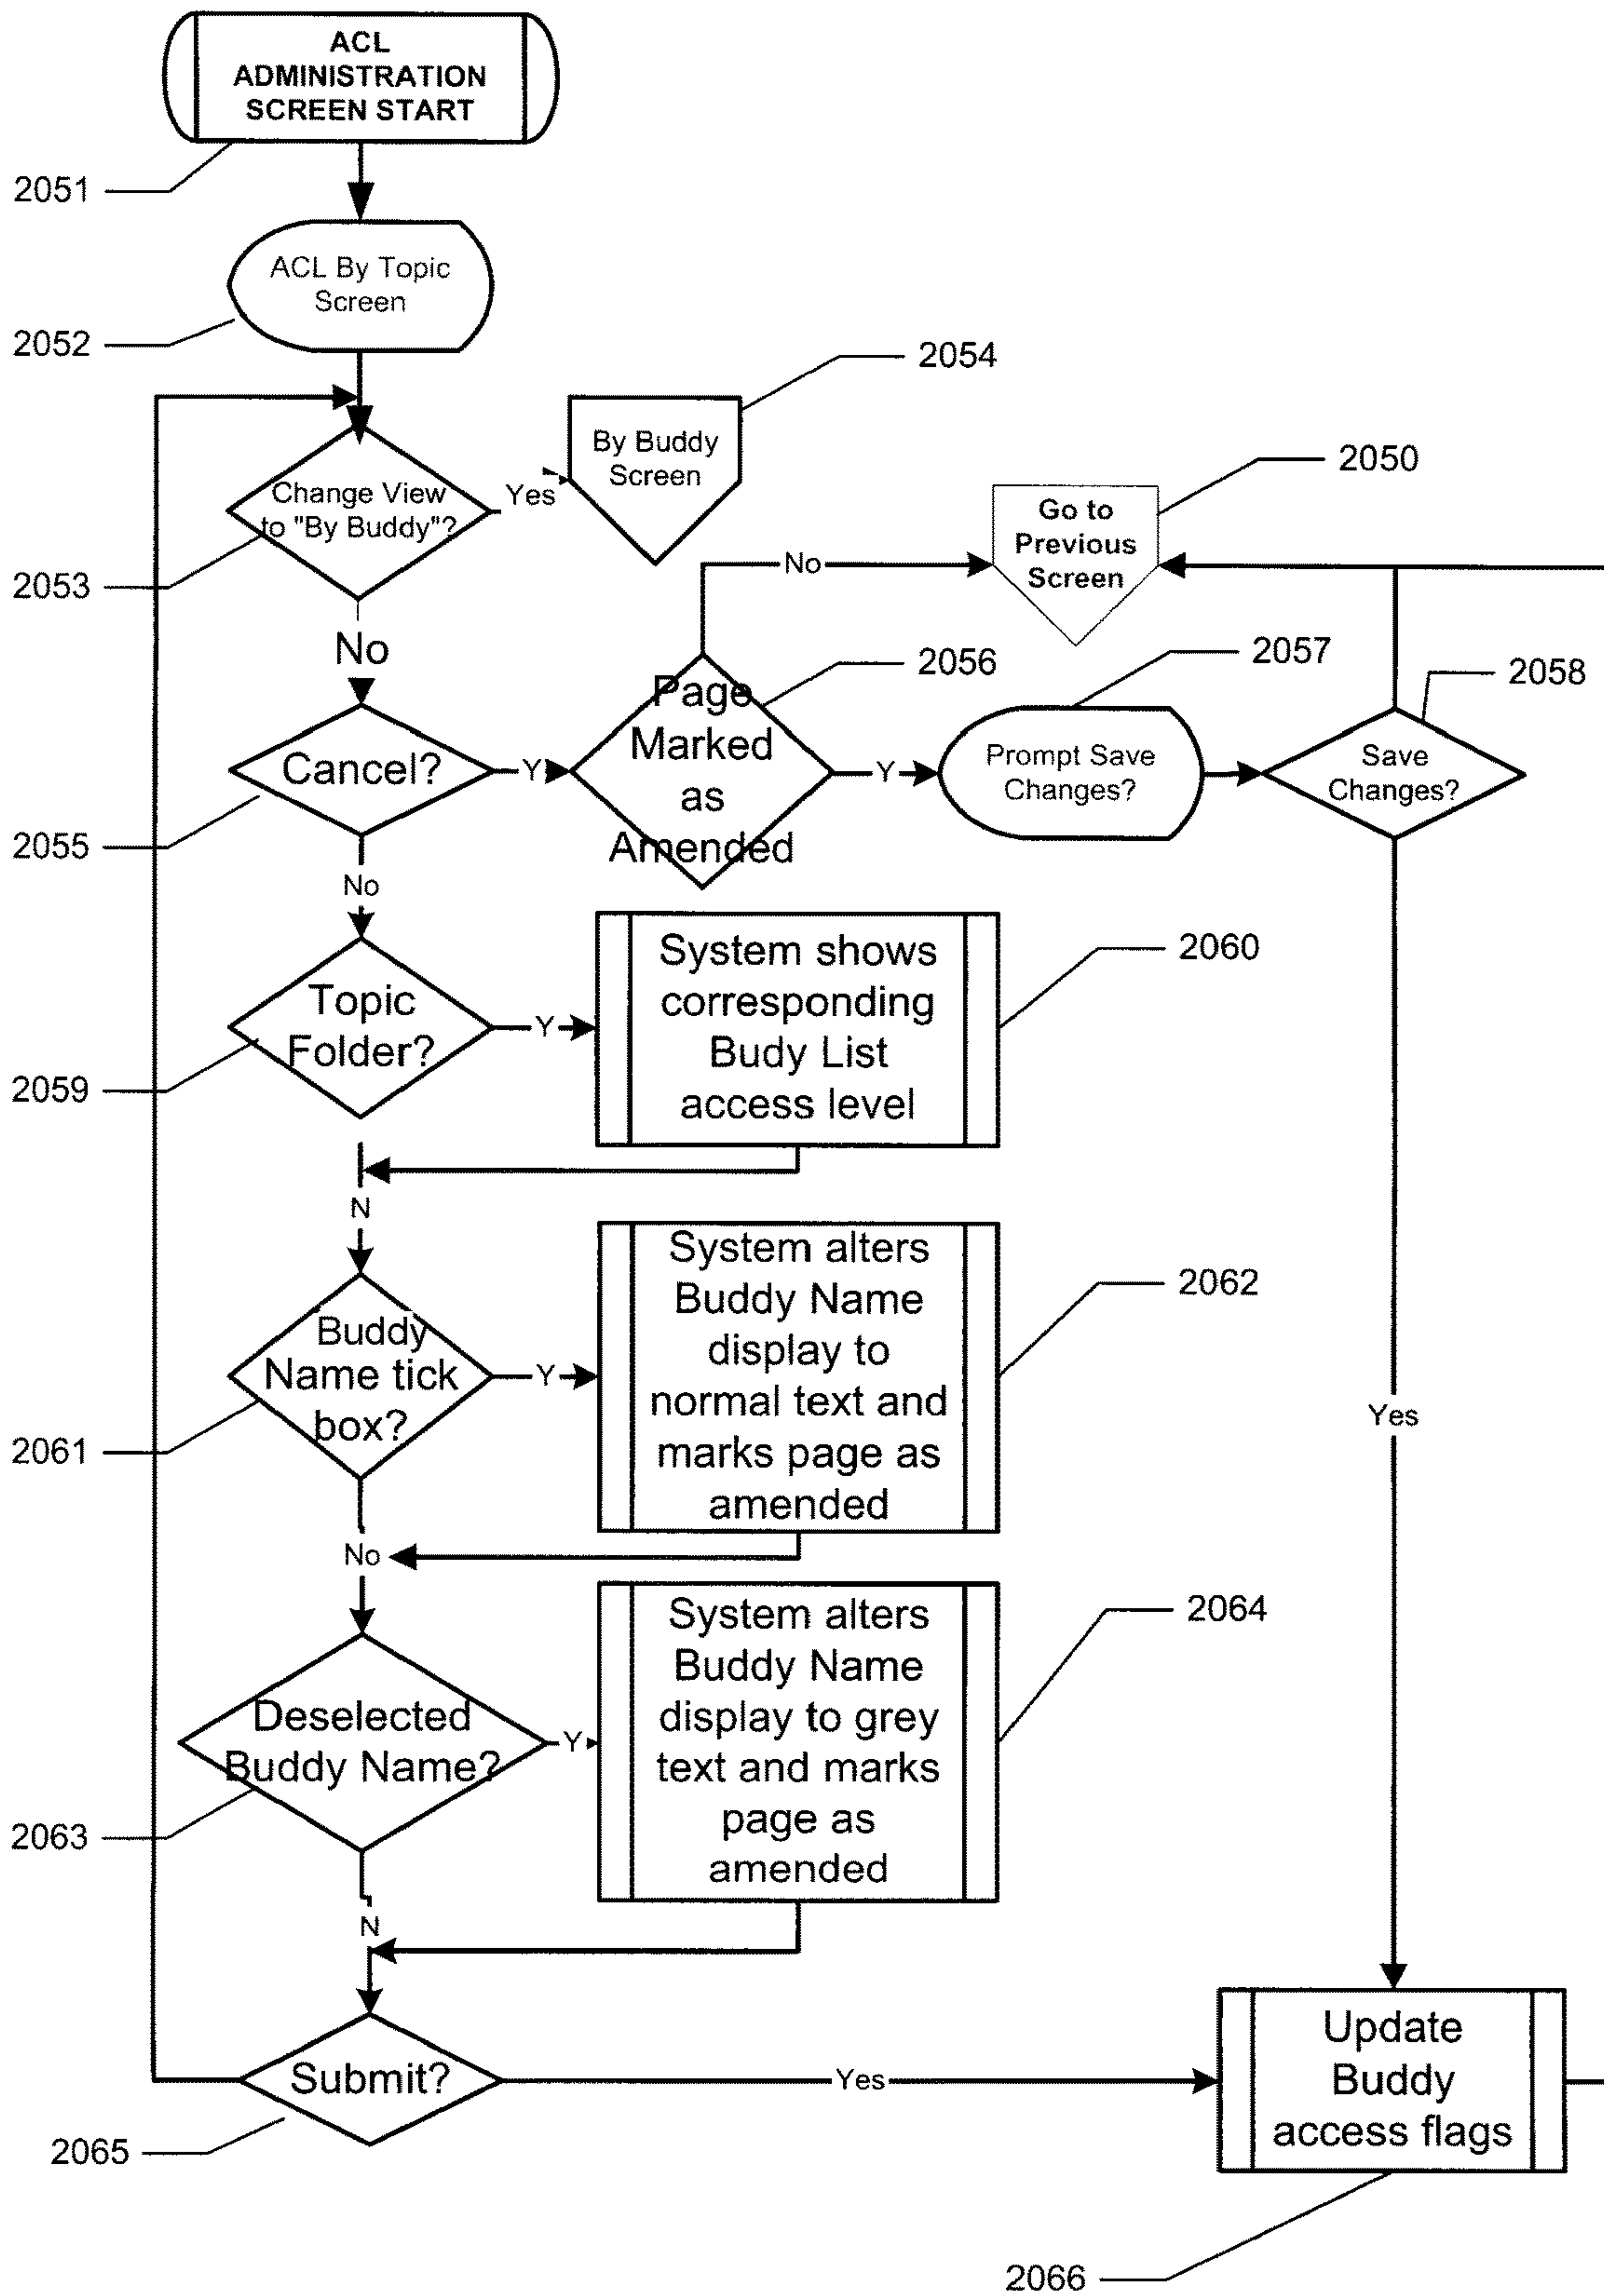 ACL
ADMINISTRATION
SCREEN START
2051
ACL By Topic
Screen
2052
2054
By Buddy
Screen
Change View
to "By Buddy"?
Yes
2053
2050
Go to
Previous
Screen
No
No
2056
2057
2058
Page
Marked
as
Amended
Cancel?
Y
Y
Prompt Save
Changes?
Save
Changes?
2055
No
2060
System shows
corresponding
Budy List
access level
Topic
Folder?
Y
2059
N
2062
System alters
Buddy Name
display to
normal text and
marks page as
amended
Buddy
Name tick
box?
Y
2061
Yes
No
2064
System alters
Buddy Name
display to grey
text and marks
page as
amended
Deselected
Buddy Name?
Y
2063
N
Submit?
Yes
Update
Buddy
access flags
2065
2066